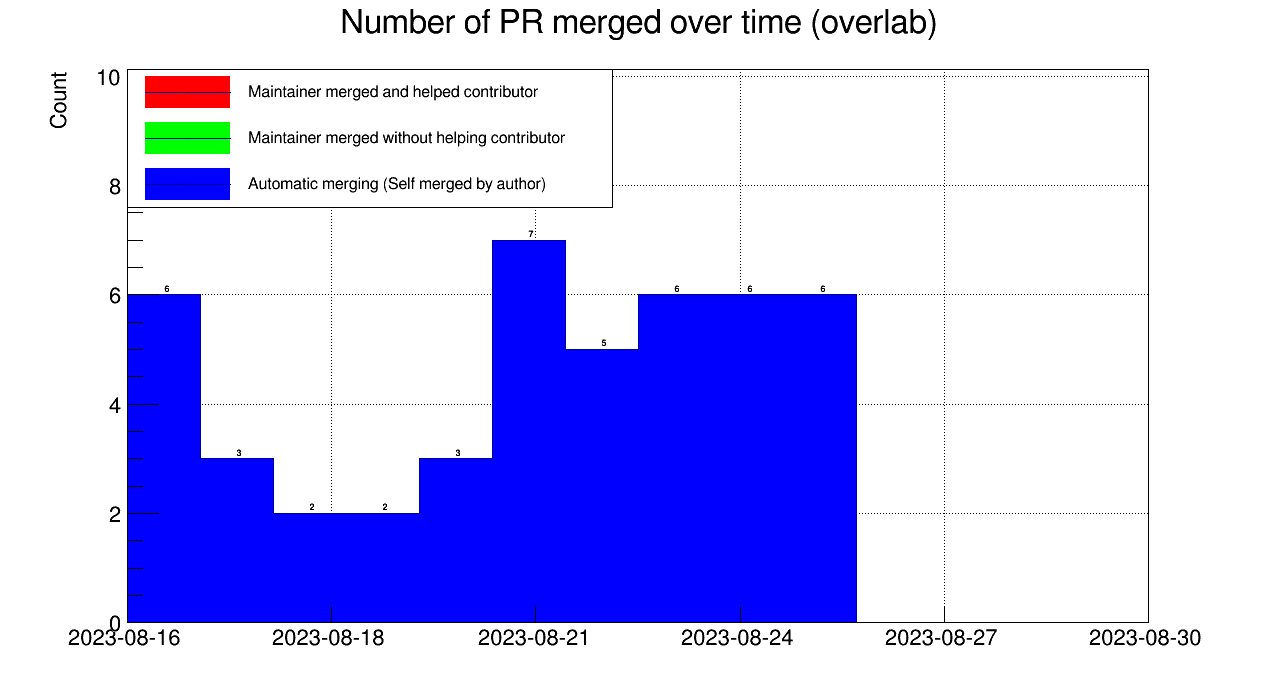 Number of PR merged over time (overlab)
Count
10
8
6
4
2
0
Maintainer merged and helped contributor
Maintainer merged without helping contributor
Automatic merging (Self merged by author)
6 3 2 2 3 7 5 6 6 6
2023-08-16 2023-08-18 2023-08-21 2023-08-24 2023-08-27 2023-08-30